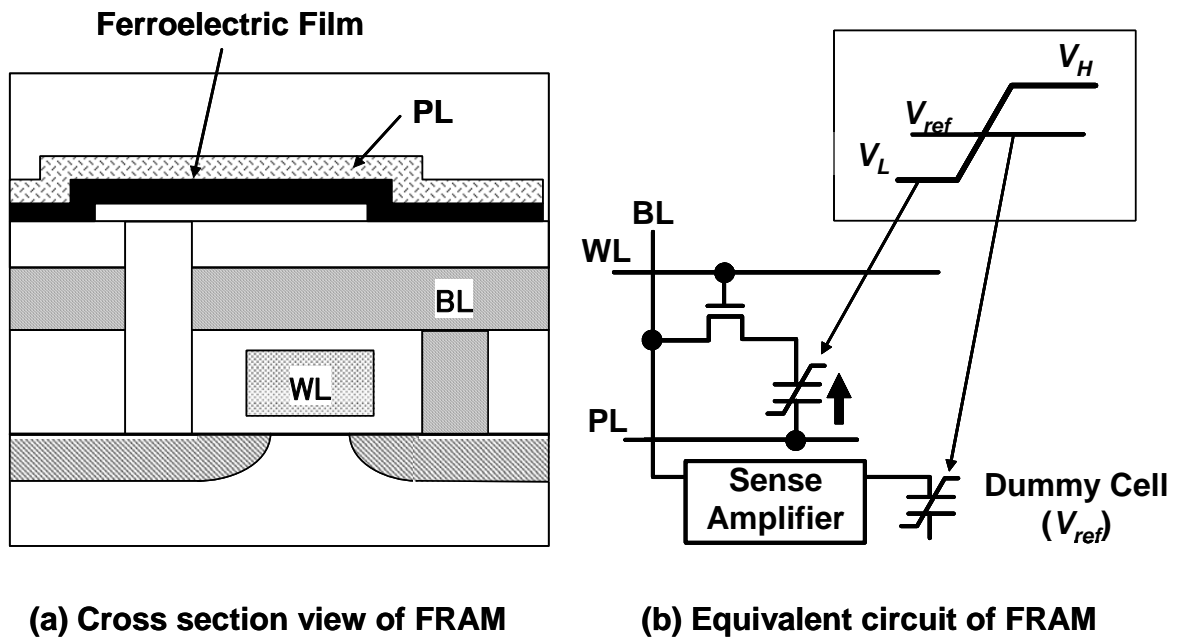 Ferroelectric Film
PL
BL
WL
(a) Cross section view of FRAM
V_H
V_ref
V_L
BL
WL
PL
Sense
Amplifier
Dummy Cell
(V_ref)
(b) Equivalent circuit of FRAM